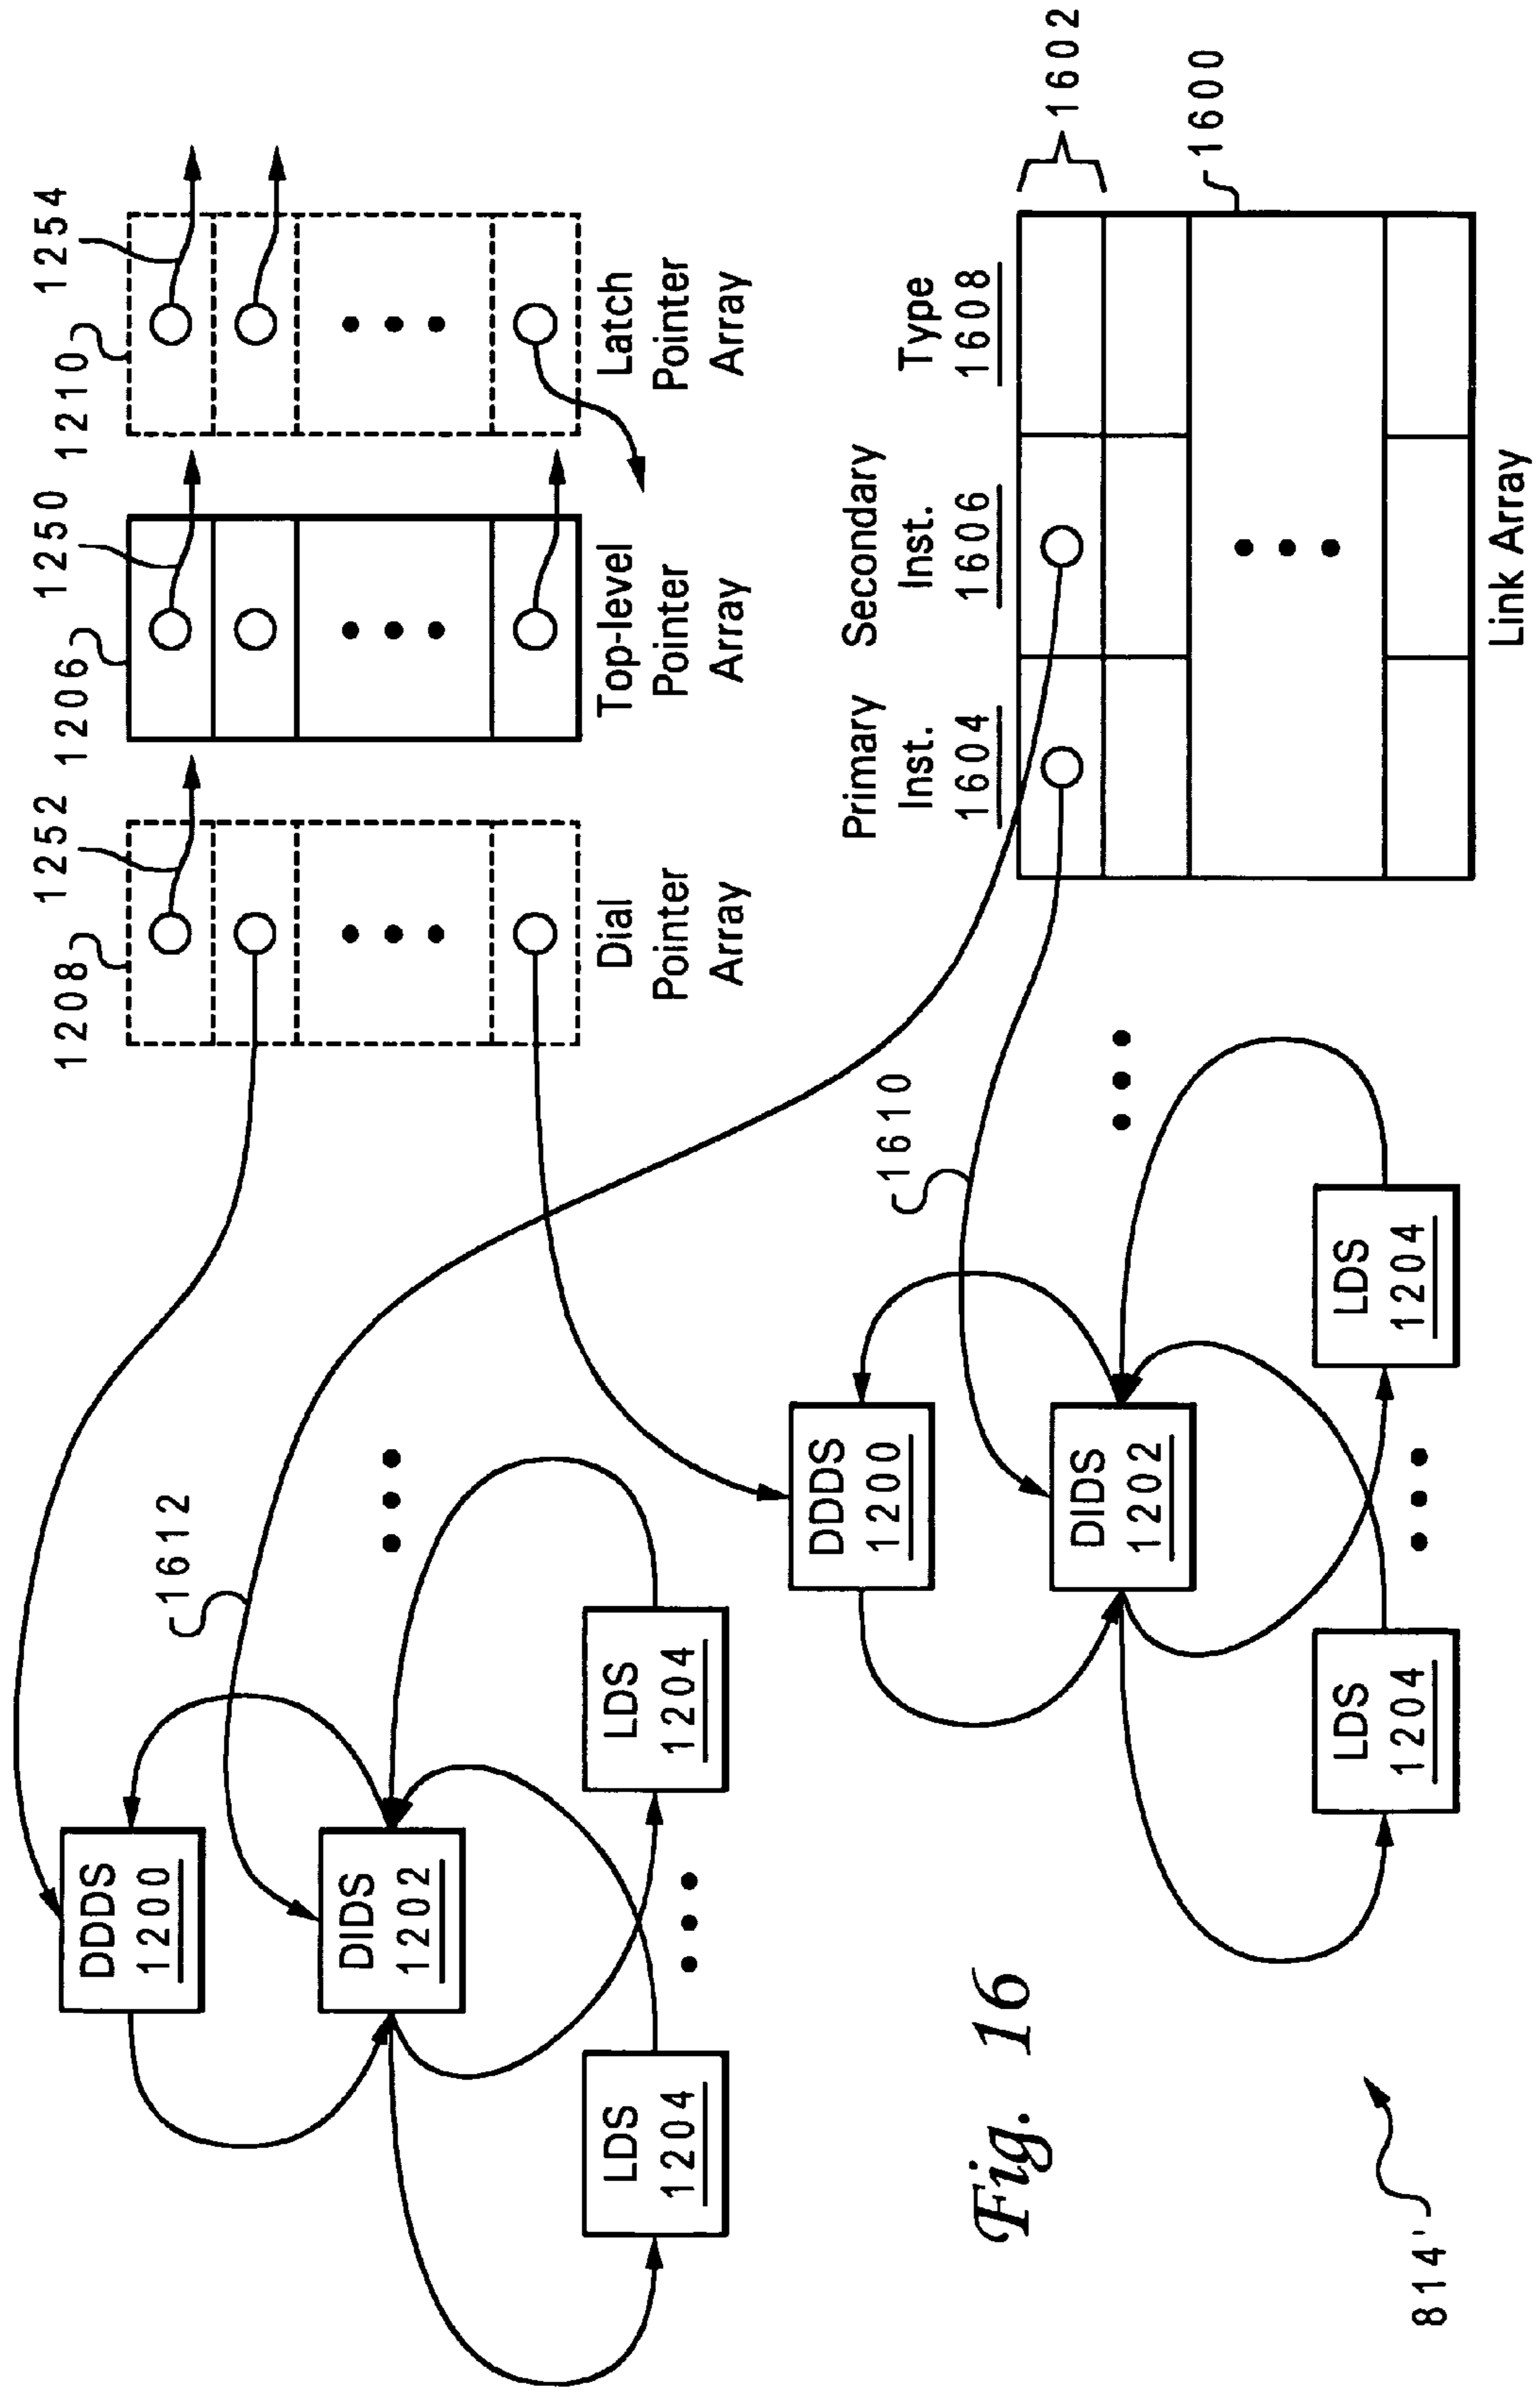 1208
1252
1206
1250
1210
1254
Dial
Pointer
Array
Top-level
Pointer
Array
Latch
Pointer
Array
1612
DDDS
1200
DIDS
1202
LDS
1204
LDS
1204
1610
DDDS
1200
DIDS
1202
LDS
1204
LDS
1204
Primary
Inst.
1604
Secondary
Inst.
1606
Type
1608
1602
1600
Link Array
Fig. 16
814'